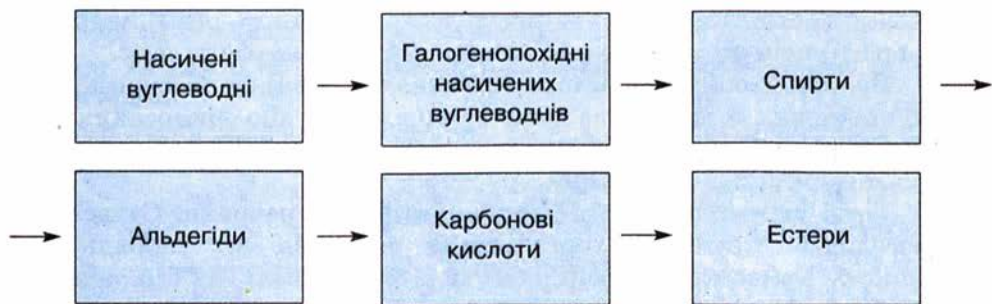 Насичені
вуглеводні
Галогенопохідні
насичених
вуглеводнів
Спирти
Альдегіди
Карбонові
кислоти
Естери